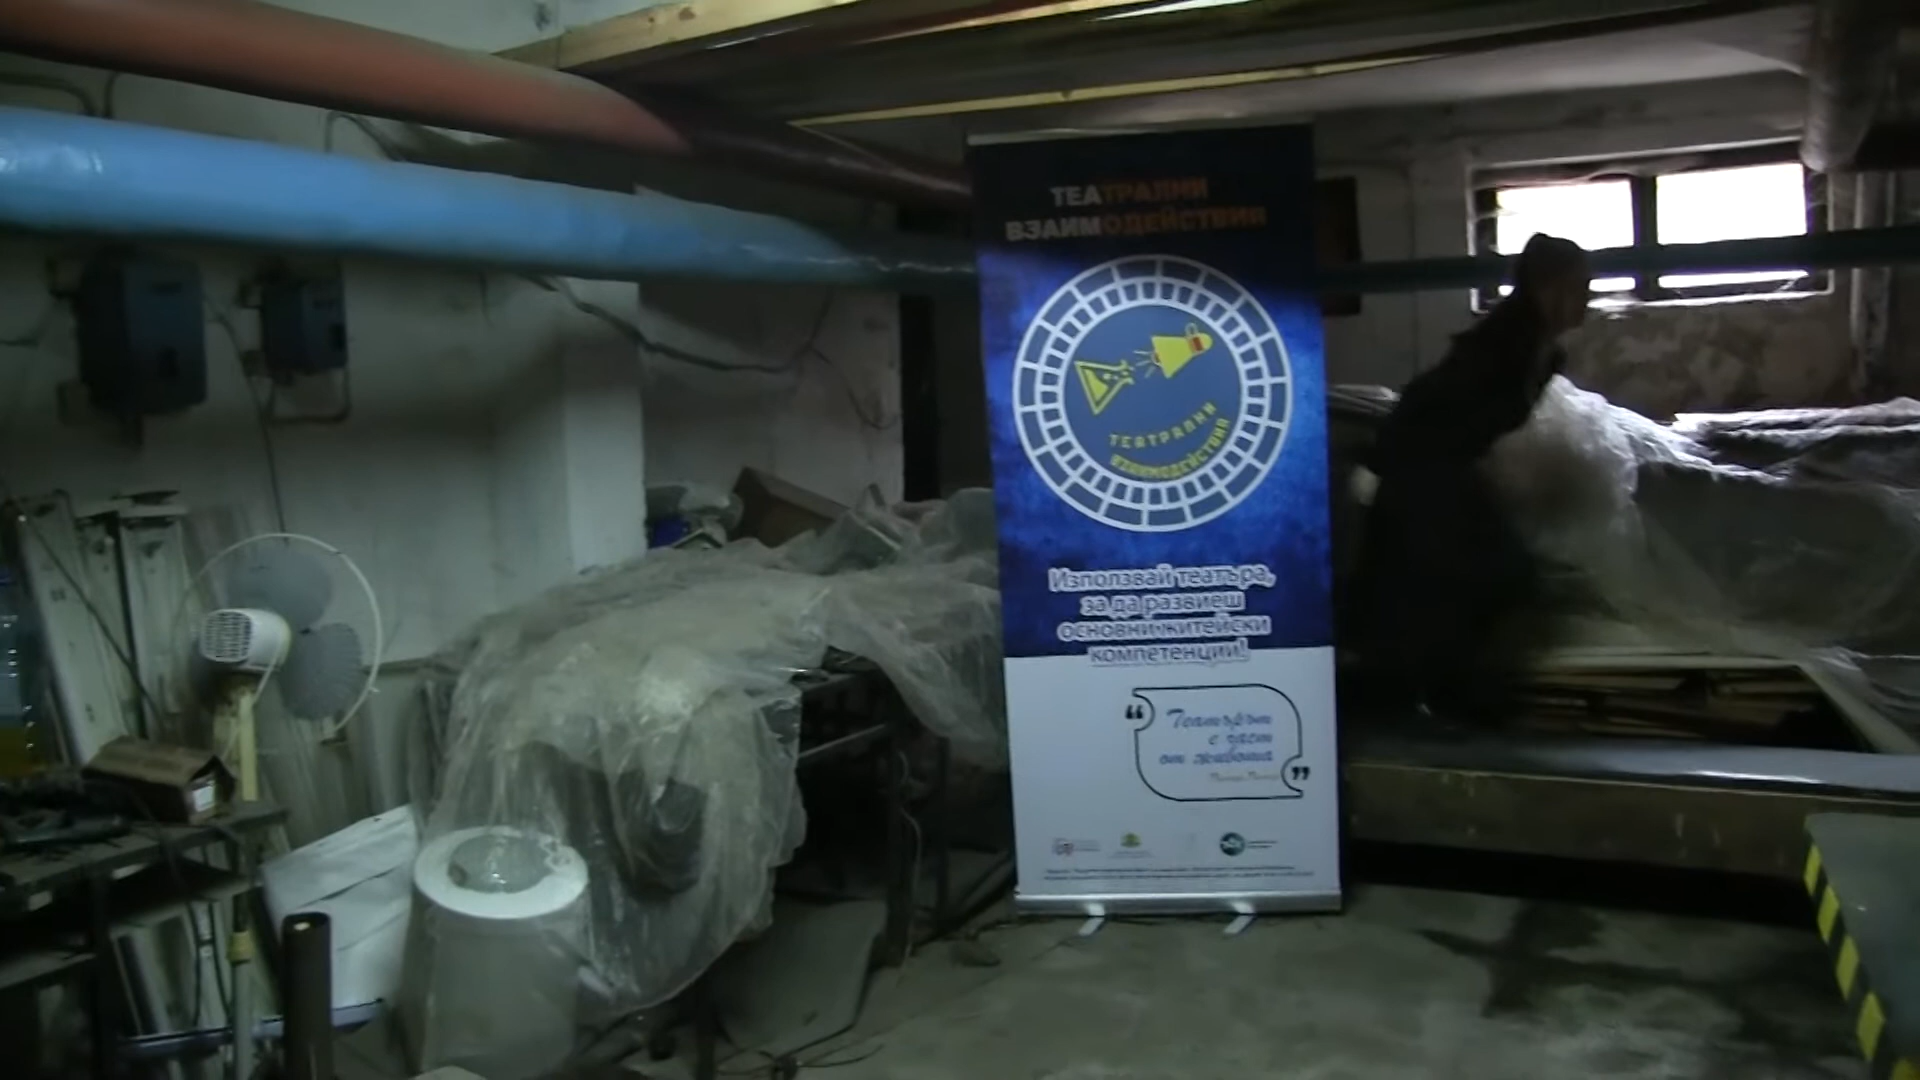 ТЕАТРАЛНИ
ВЗАИМОДЕЙСТВИЯ
ТЕАТРАЛНИ
ВЗАИМОДЕЙСТВИЯ
Използвай театъра,
за да развиеш
основни житейски
компетенции!
“ Театърът
е част
от живота
”